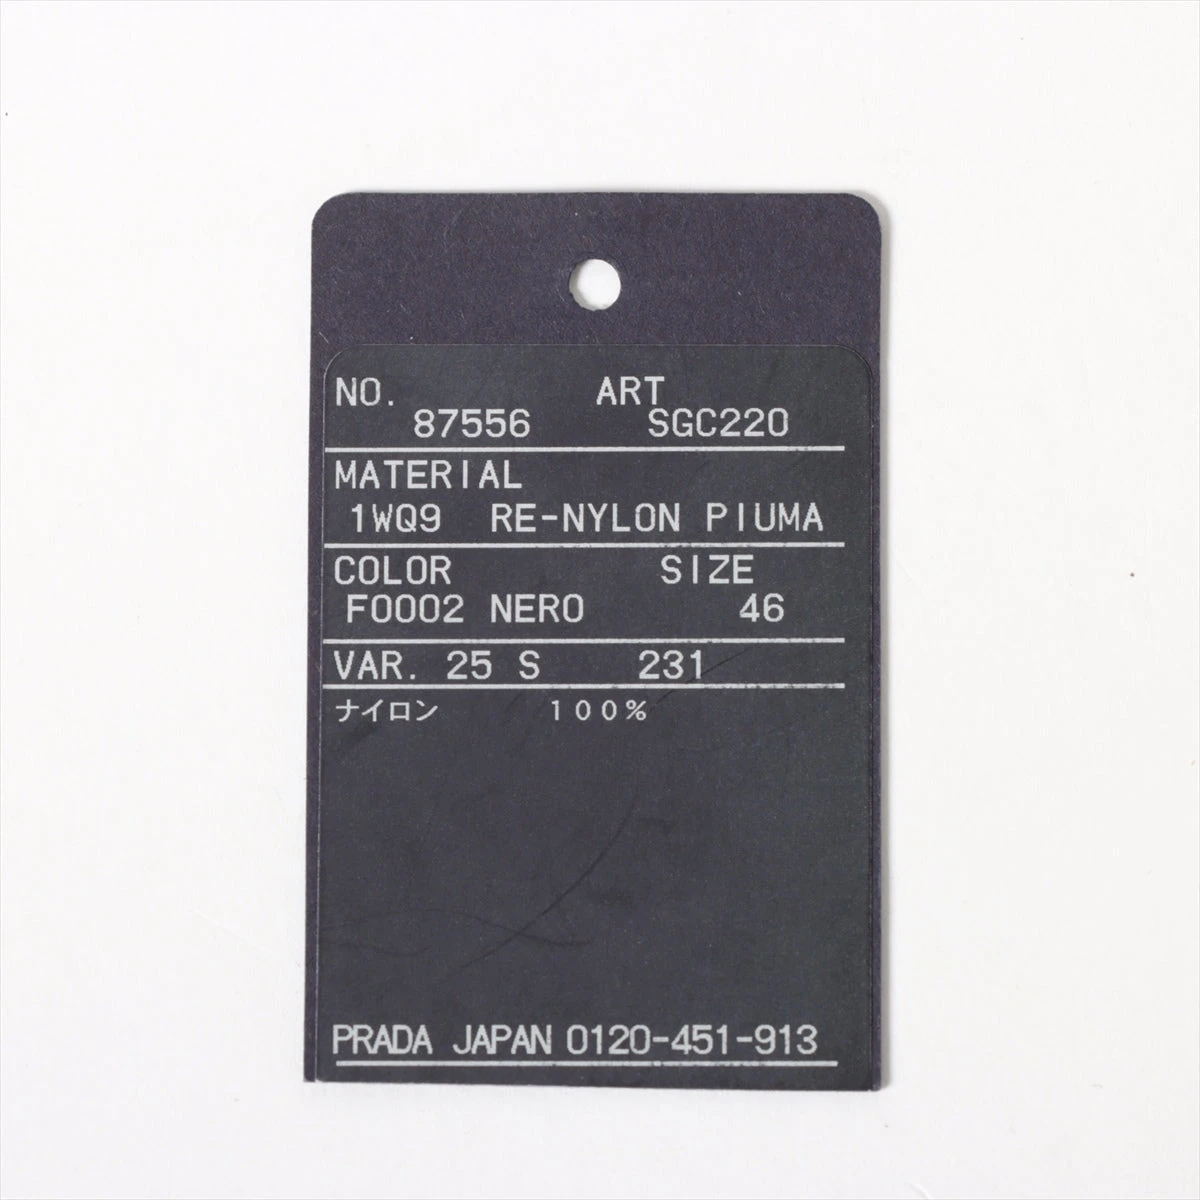 NO. ART
87556 SGC220
MATERIAL
1WQ9 RE-NYLON PIUMA
COLOR SIZE
F0002 NERO 46
VAR. 25 S 231
ナイロン 100%
PRADA JAPAN 0120-451-913